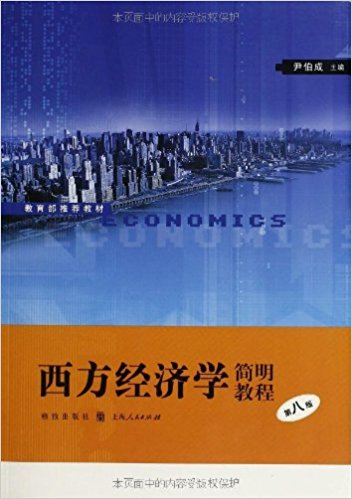 本页面中的内容受版权保护
尹伯成 主编
教育部推荐教材
ECONOMICS
西方经济学 简明
教程
第八版
格致出版社 上海人民出版社
本页面中的内容受版权保护